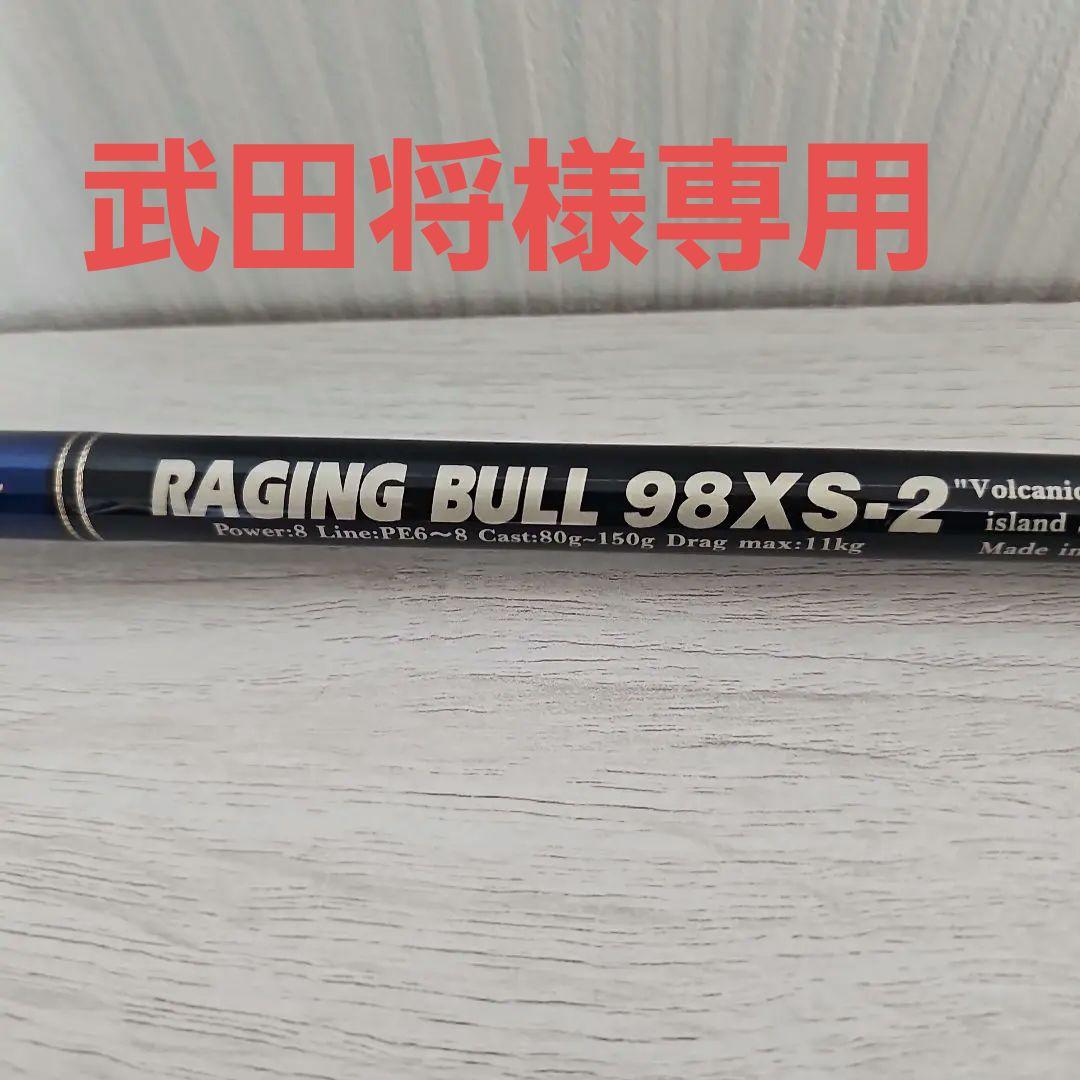 武田将様専用
RAGING BULL 98XS-2
Power:8 Line:PE6～8 Cast:80g~150g Drag max:11kg
"Volcanic
island
Made in